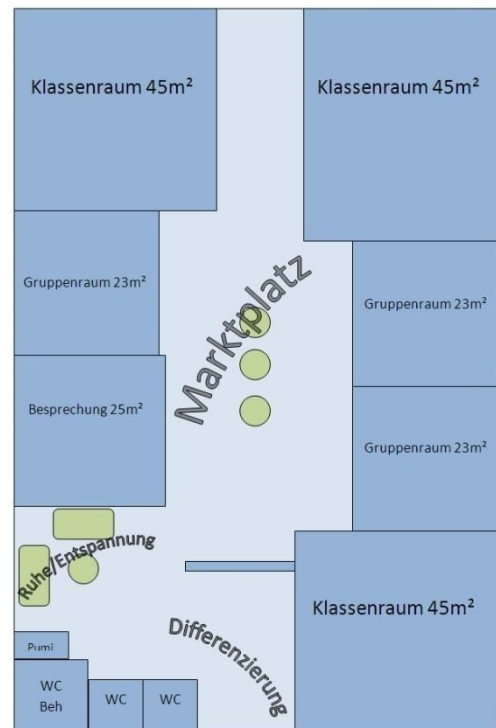 Klassenraum 45m²
Klassenraum 45m²
Gruppenraum 23m²
Marktplatz
Gruppenraum 23m²
Besprechung 25m²
Gruppenraum 23m²
Ruhe/Entspannung
Differenzierung
Klassenraum 45m²
Pumi
WC
Beh
WC
WC